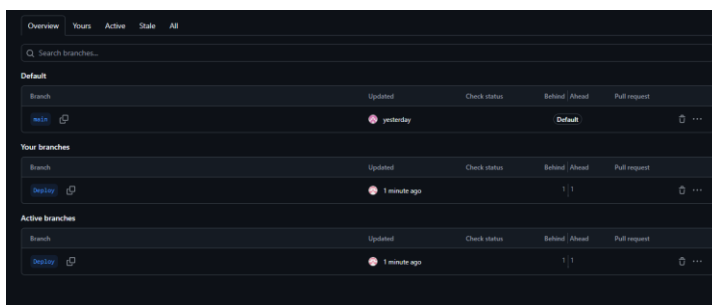 Overview Yours Active Stale All
Search branches...
Default
Branch Updated Check status Behind Ahead Pull request
main yesterday Default
Your branches
Branch Updated Check status Behind Ahead Pull request
Deploy 1 minute ago 1 1
Active branches
Branch Updated Check status Behind Ahead Pull request
Deploy 1 minute ago 1 1